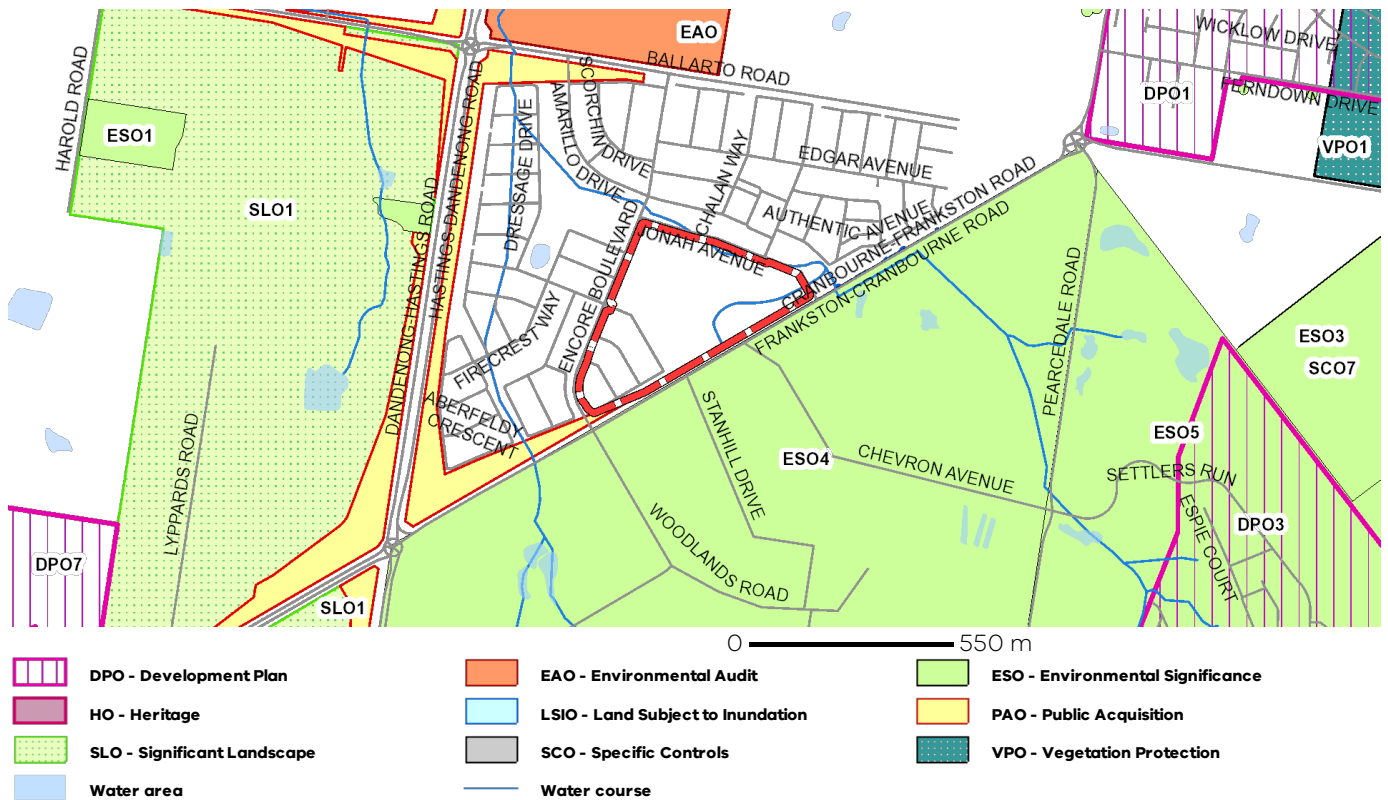 EAO
WICKLOW DRIVE
HAROLD ROAD
BALLARTO ROAD
DPO1
FERNDOWN DRIVE
SCORCHIN DRIVE
AMARILLO DRIVE
DRESSAGE DRIVE
HASTINGS-DANDENONG ROAD
ESO1
VPO1
CHALAN WAY
EDGAR AVENUE
SLO1
AUTHENTIC AVENUE
JONAH AVENUE
CRANBOURNE-FRANKSTON ROAD
FRANKSTON-CRANBOURNE ROAD
ENCORE BOULEVARD
DANDENONG-HASTINGS ROAD
FIRECREST WAY
PEARCEDALE ROAD
ESO3
SCO7
ABERFELDY
CRESCENT
STANHILL DRIVE
ESO4
ESO5
CHEVRON AVENUE
SETTLERS RUN
LYPPARDS ROAD
ESPIE COURT
DPO3
WOODLANDS ROAD
DPO7
SLO1
0 550 m
DPO - Development Plan
EAO - Environmental Audit
ESO - Environmental Significance
HO - Heritage
LSIO - Land Subject to Inundation
PAO - Public Acquisition
SLO - Significant Landscape
SCO - Specific Controls
VPO - Vegetation Protection
Water area
Water course